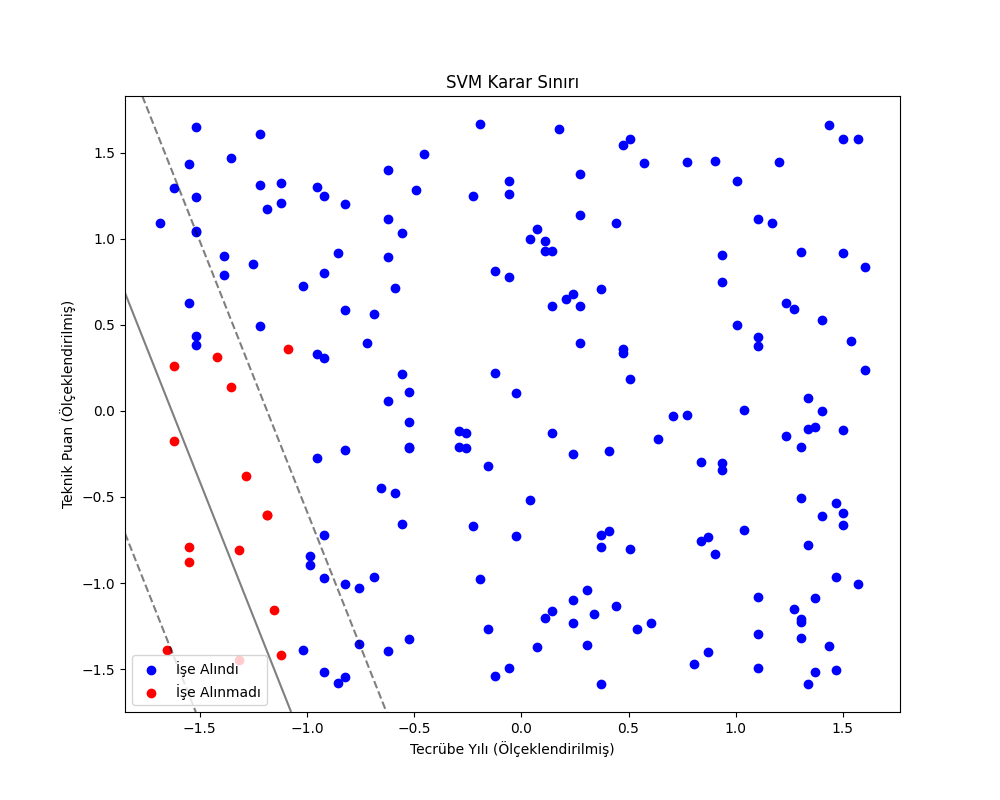 SVM Karar Sınırı
Teknik Puan (Ölçeklendirilmiş)
1.5
1.0
0.5
0.0
−0.5
−1.0
−1.5
İşe Alındı
İşe Alınmadı
−1.5
−1.0
−0.5
0.0
0.5
1.0
1.5
Tecrübe Yılı (Ölçeklendirilmiş)